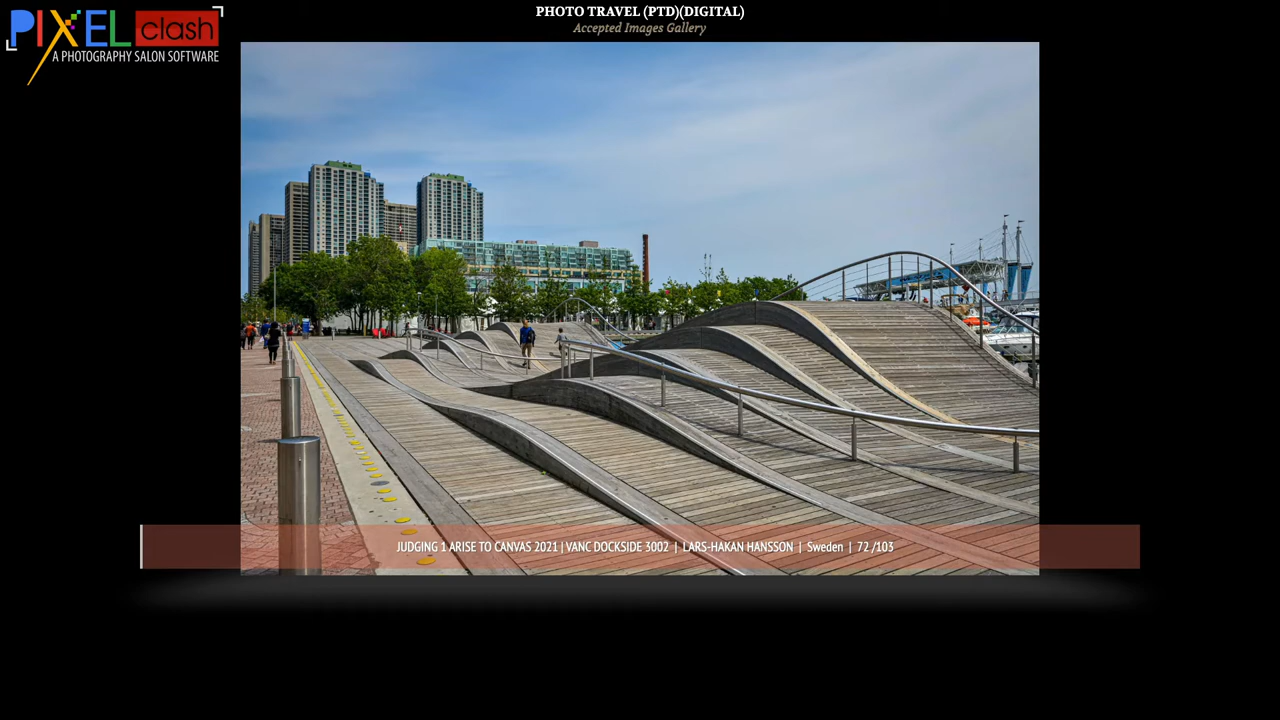 PIXEL clash
A PHOTOGRAPHY SALON SOFTWARE
PHOTO TRAVEL (PTD)(DIGITAL)
Accepted Images Gallery
JUDGING 1 ARISE TO CANVAS 2021 | VANC DOCKSIDE 3002 | LARS-HAKAN HANSSON | Sweden | 72 /103